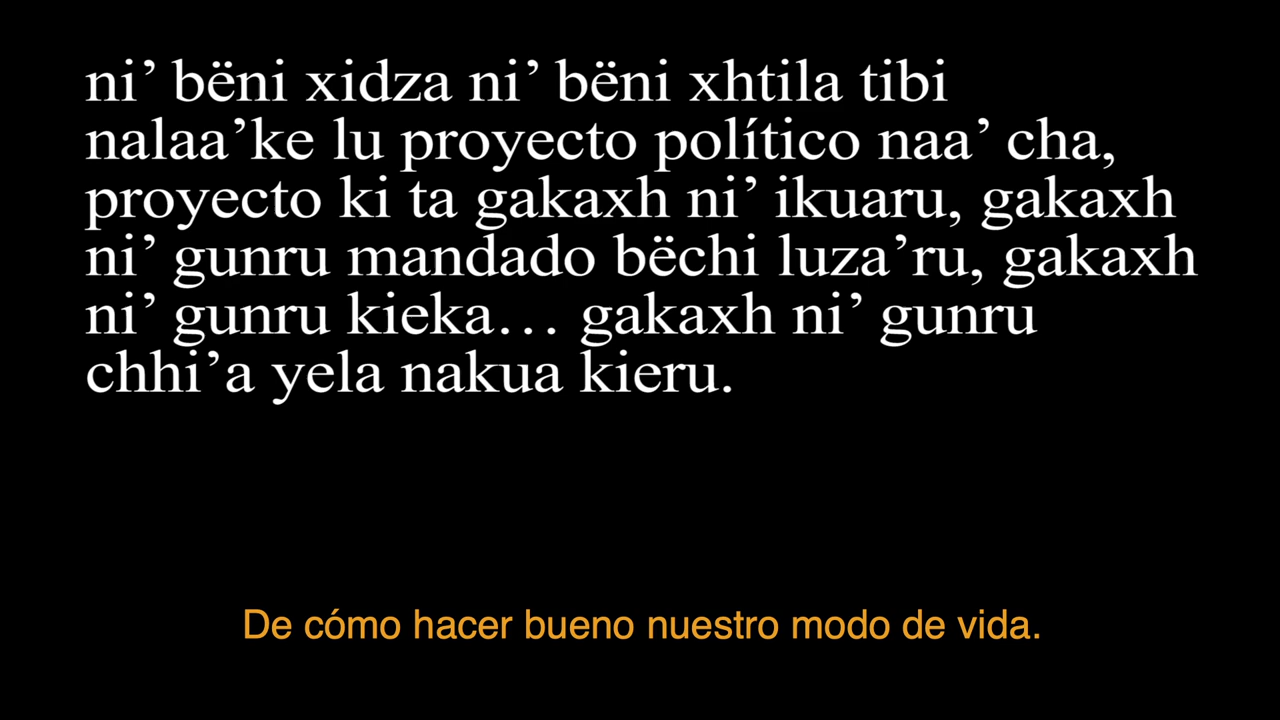 ni’ bëni xidza ni’ bëni xhtila tibi
nalaa’ke lu proyecto político naa’ cha,
proyecto ki ta gakaxh ni’ ikuaru, gakaxh
ni’ gunru mandado bëchi luza’ru, gakaxh
ni’ gunru kieka… gakaxh ni’ gunru
chhi’a yela nakua kieru.
De cómo hacer bueno nuestro modo de vida.